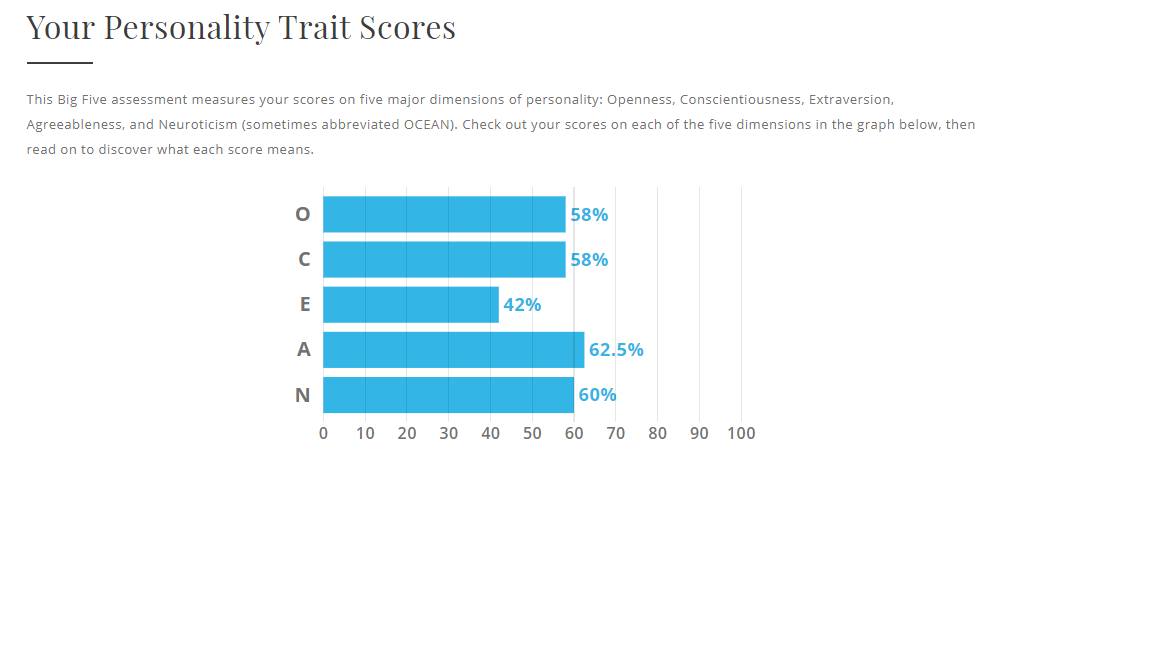 Your Personality Trait Scores
This Big Five assessment measures your scores on five major dimensions of personality: Openness, Conscientiousness, Extraversion,
Agreeableness, and Neuroticism (sometimes abbreviated OCEAN). Check out your scores on each of the five dimensions in the graph below, then
read on to discover what each score means.
O 58%
C 58%
E 42%
A 62.5%
N 60%
0 10 20 30 40 50 60 70 80 90 100